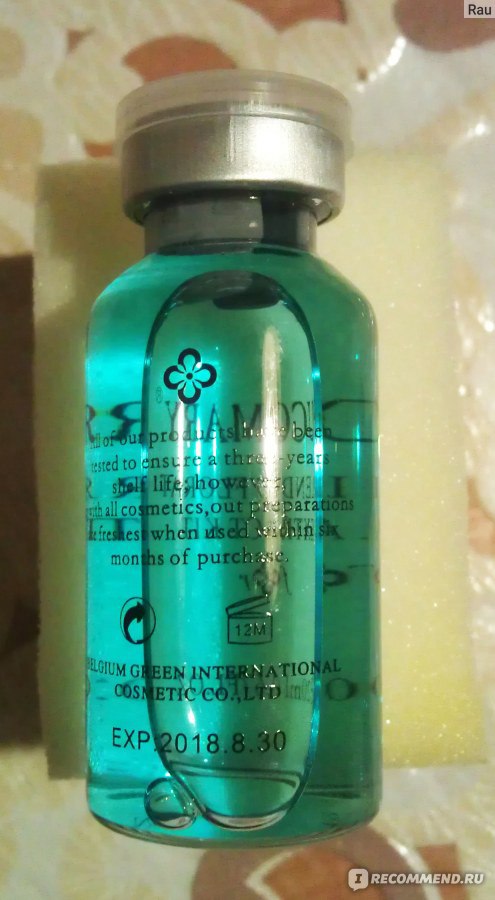 Rau
All of our products have been
tested to ensure a three-years
shelf life; however,
with all cosmetics,out preparations
are freshest when used within six
months of purchase.
12M
BELGIUM GREEN INTERNATIONAL
COSMETIC CO.,LTD
EXP:2018.8.30
I RECOMMEND.RU